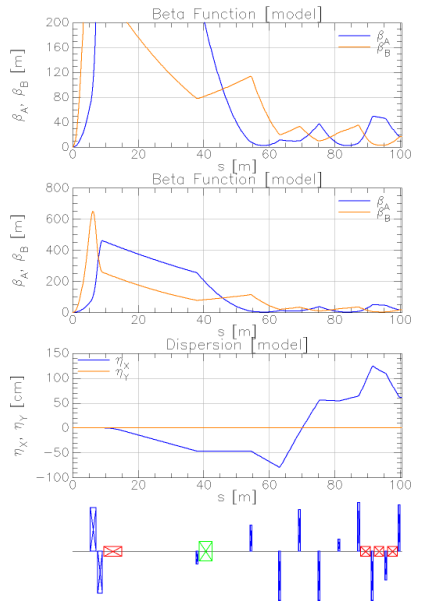 Beta Function [model]
200
160
120
80
40
0
β_A, β_B [m]
β_A
β_B
0 20 40 60 80 100
s [m]
Beta Function [model]
800
600
400
200
0
β_A, β_B [m]
β_A
β_B
0 20 40 60 80 100
s [m]
Dispersion [model]
150
100
50
0
−50
−100
η_X, η_Y [cm]
η_X
η_Y
0 20 40 60 80 100
s [m]